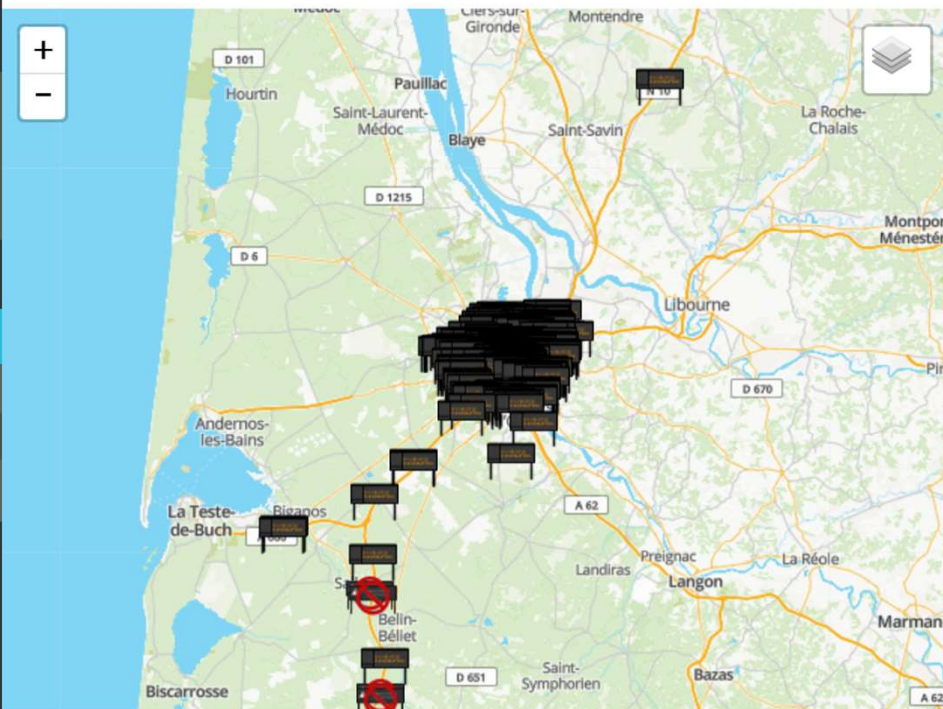 Médoc
Clers-sur-
Gironde
Montendre
+
D 101
Pauillac
N 10
−
Hourtin
Saint-Laurent-
Médoc
La Roche-
Chalais
Blaye
Saint-Savin
D 1215
Montpo
Ménestér
D 6
Libourne
D 670
Andernos-
les-Bains
A 62
La Teste-
de-Buch
Biganos
Preignac
La Réole
Landiras
Langon
Belin-
Béliet
Marman
Saint-
Symphorien
D 651
Bazas
Biscarrosse
A 62